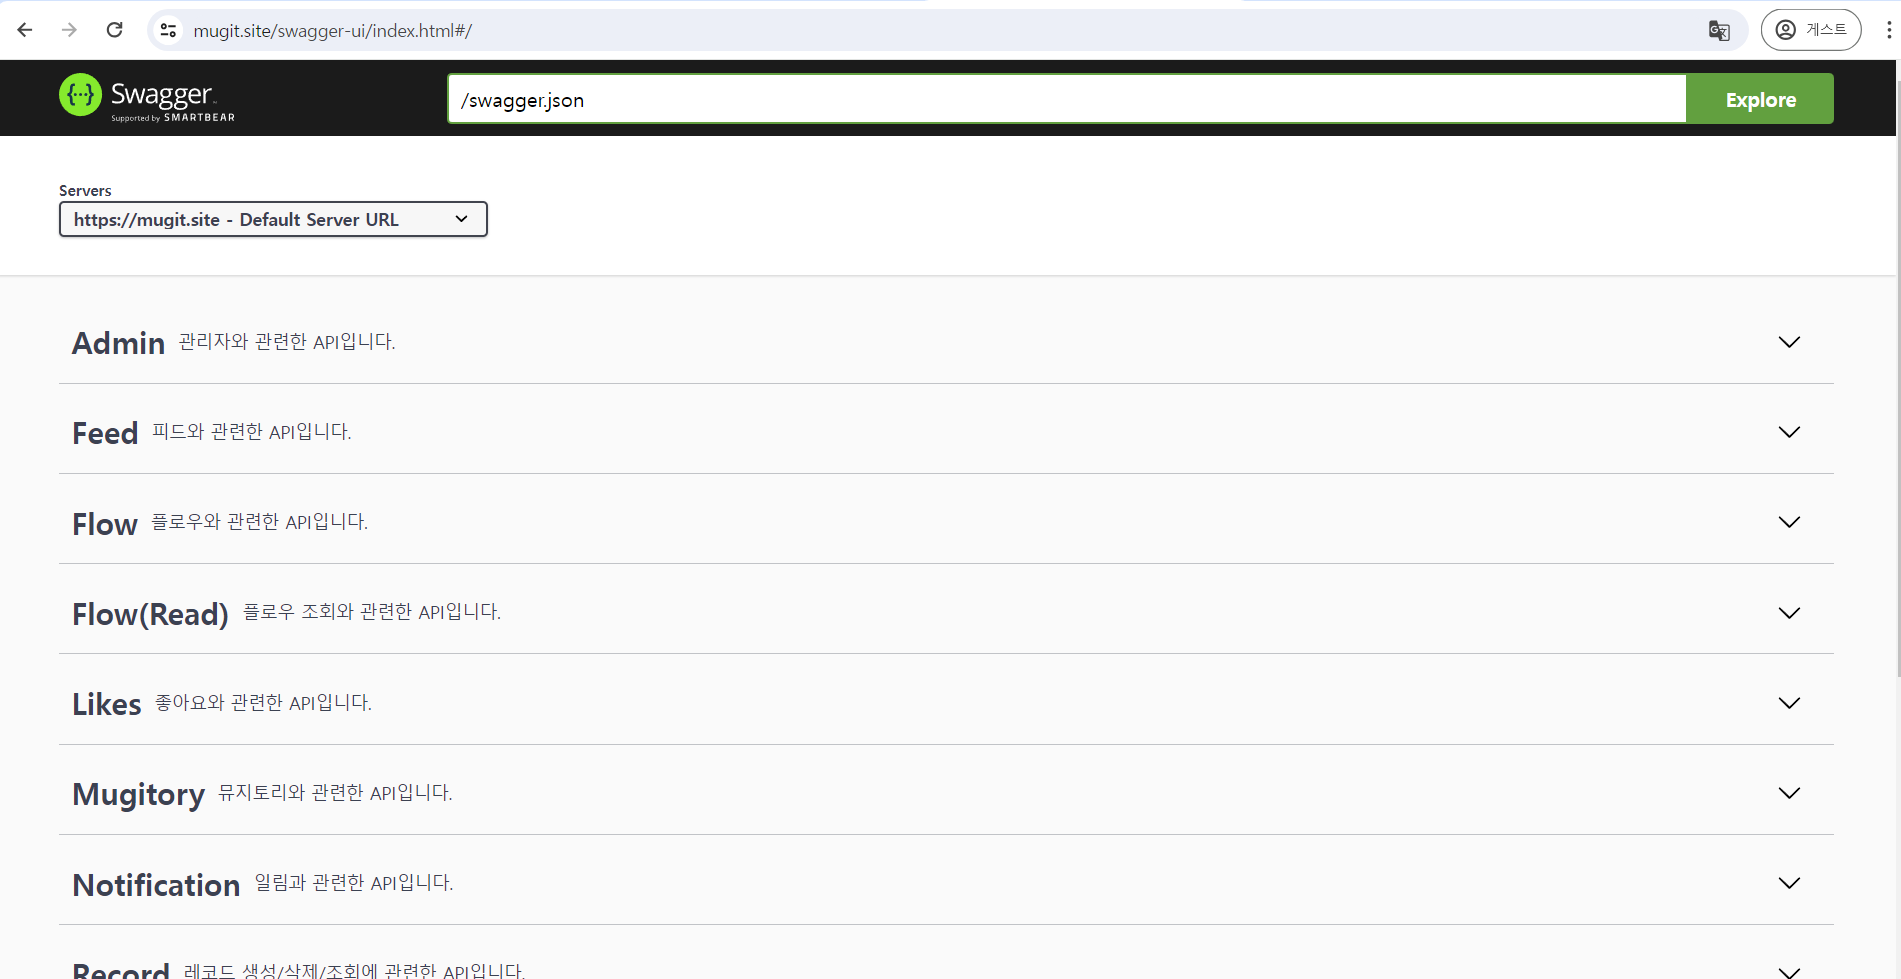 mugit.site/swagger-ui/index.html#/
게스트
Swagger
Supported by SMARTBEAR
/swagger.json
Explore
Servers
https://mugit.site - Default Server URL
Admin 관리자와 관련한 API입니다.
Feed 피드와 관련한 API입니다.
Flow 플로우와 관련한 API입니다.
Flow(Read) 플로우 조회와 관련한 API입니다.
Likes 좋아요와 관련한 API입니다.
Mugitory 뮤지토리와 관련한 API입니다.
Notification 일림과 관련한 API입니다.
Record 레코드 생성/삭제/조회에 관련한 API입니다.